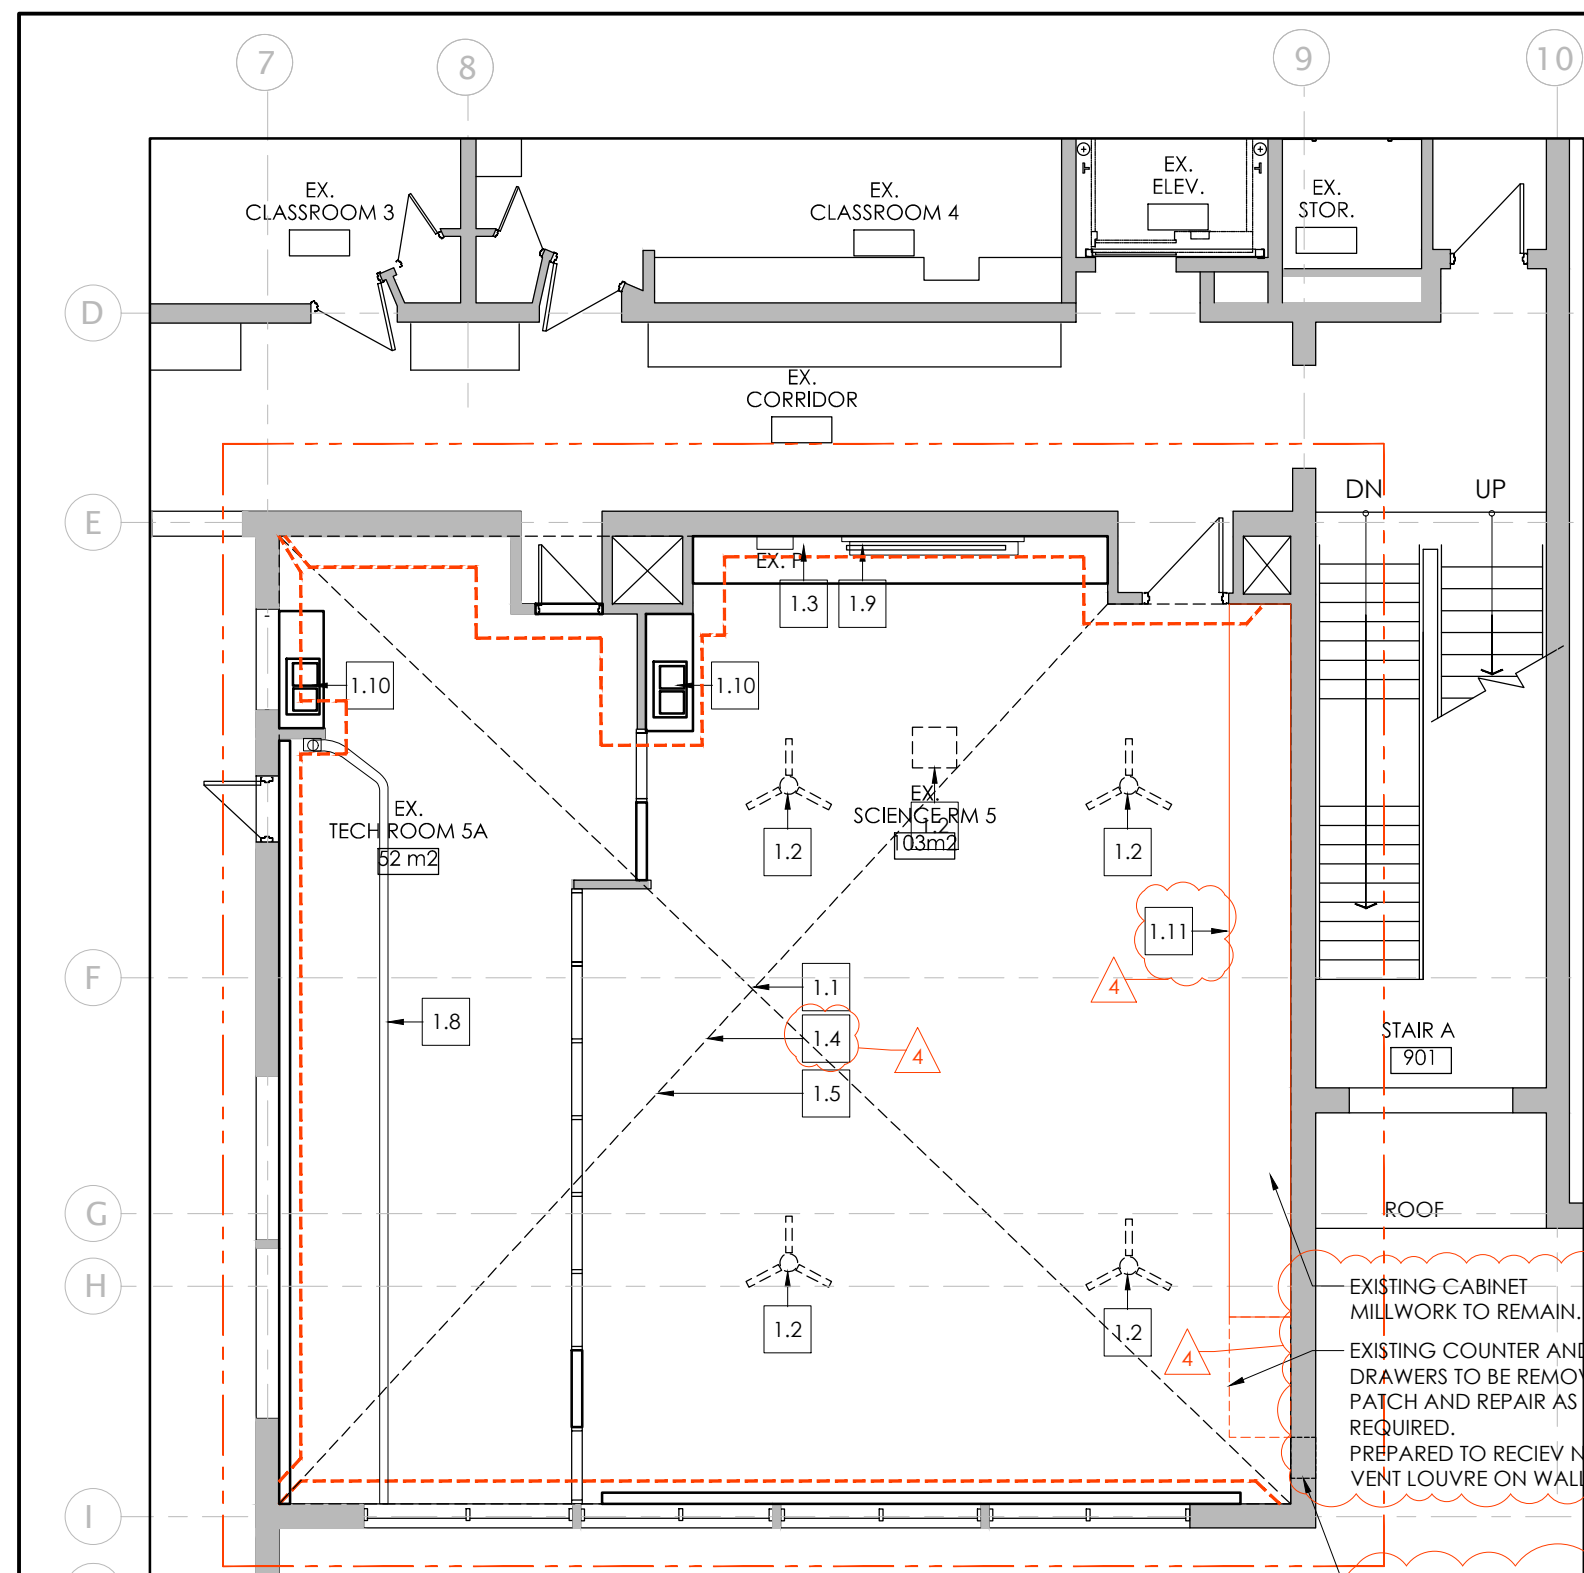 7
8
9
10
EX.
CLASSROOM 3
EX.
CLASSROOM 4
EX.
ELEV.
EX.
STOR.
D
EX.
CORRIDOR
E
DN
UP
EX.
1.3
1.9
1.10
1.10
EX.
TECH ROOM 5A
52 m2
EX.
SCIENCE RM 5
103m2
1.2
1.2
1.2
1.11
4
F
1.1
1.4
4
1.5
1.8
STAIR A
901
G
ROOF
H
1.2
1.2
4
EXISTING CABINET
MILLWORK TO REMAIN.
EXISTING COUNTER AND
DRAWERS TO BE REMOV
PATCH AND REPAIR AS
REQUIRED.
PREPARED TO RECIEV N
VENT LOUVRE ON WALL
I